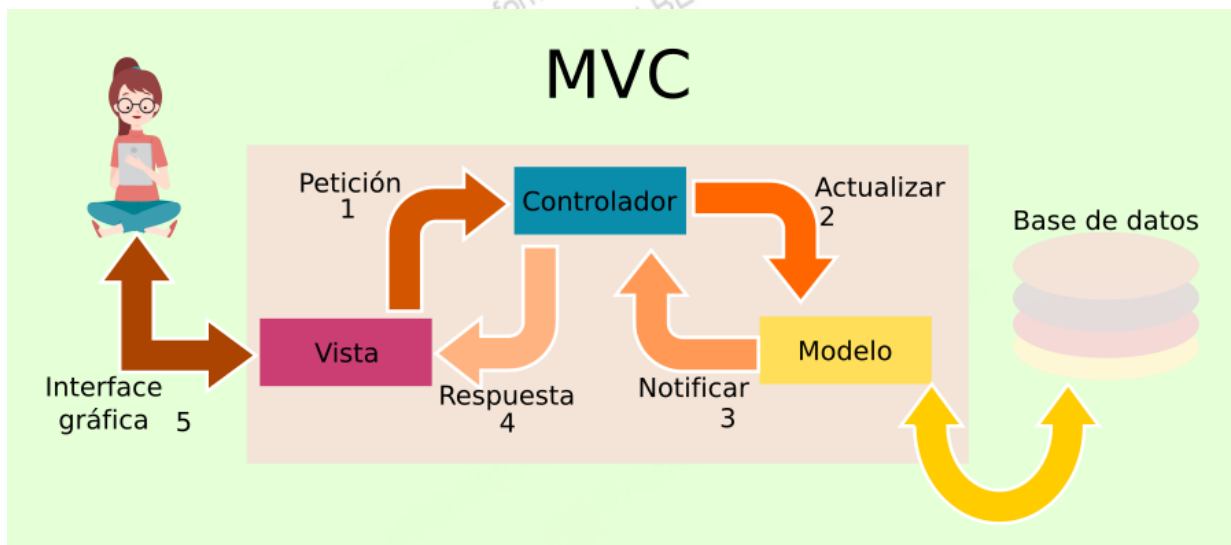 MVC
Petición
1
Controlador
Actualizar
2
Base de datos
Vista
Modelo
Interface
gráfica 5
Respuesta
4
Notificar
3